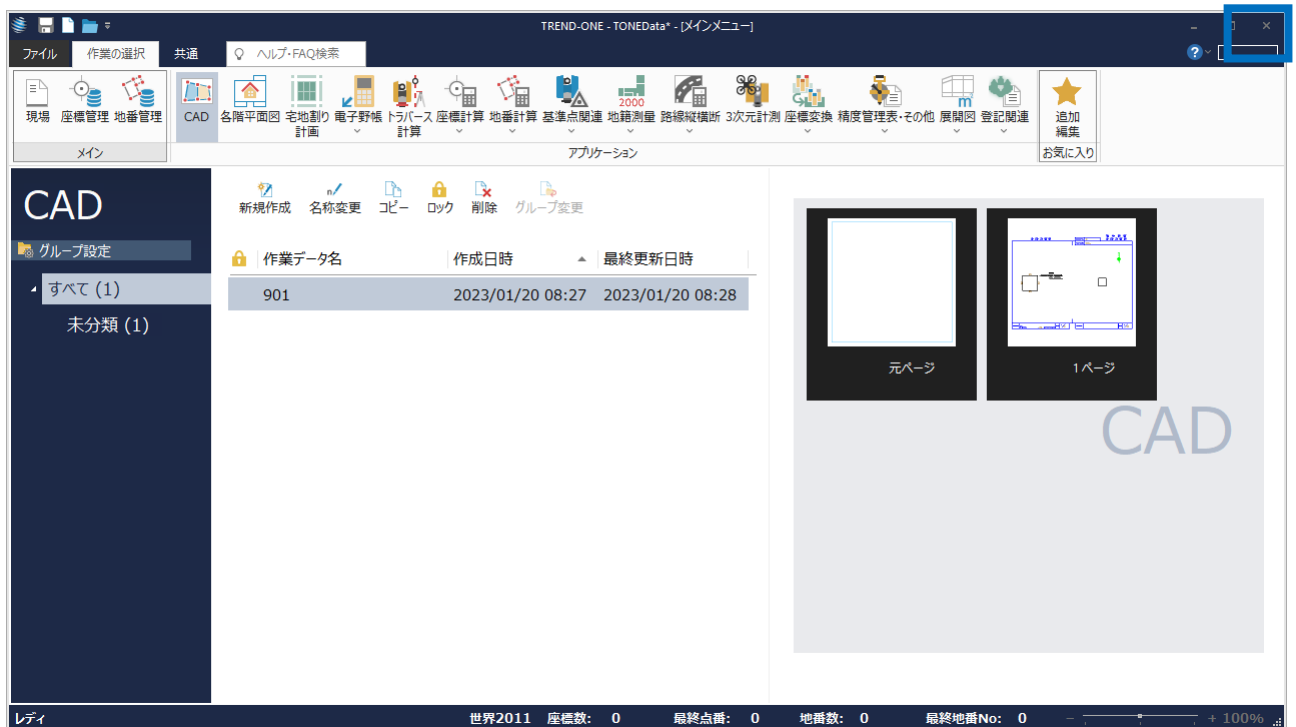 TREND-ONE - TONEData* - [メインメニュー]
ファイル 作業の選択 共通 ヘルプ・FAQ検索
現場 座標管理 地番管理 CAD 各階平面図 宅地割り計画 電子野帳 トラバース計算 座標計算 地番計算 基準点関連 地籍測量 路線縦横断 3次元計測 座標変換 精度管理表・その他 展開図 登記関連 追加編集
2000
メイン アプリケーション お気に入り
CAD
グループ設定
すべて (1)
未分類 (1)
新規作成 名称変更 コピー ロック 削除 グループ変更
作業データ名 作成日時 最終更新日時
901 2023/01/20 08:27 2023/01/20 08:28
元ページ 1ページ
CAD
レディ 世界2011 座標数: 0 最終点番: 0 地番数: 0 最終地番No: 0 100%